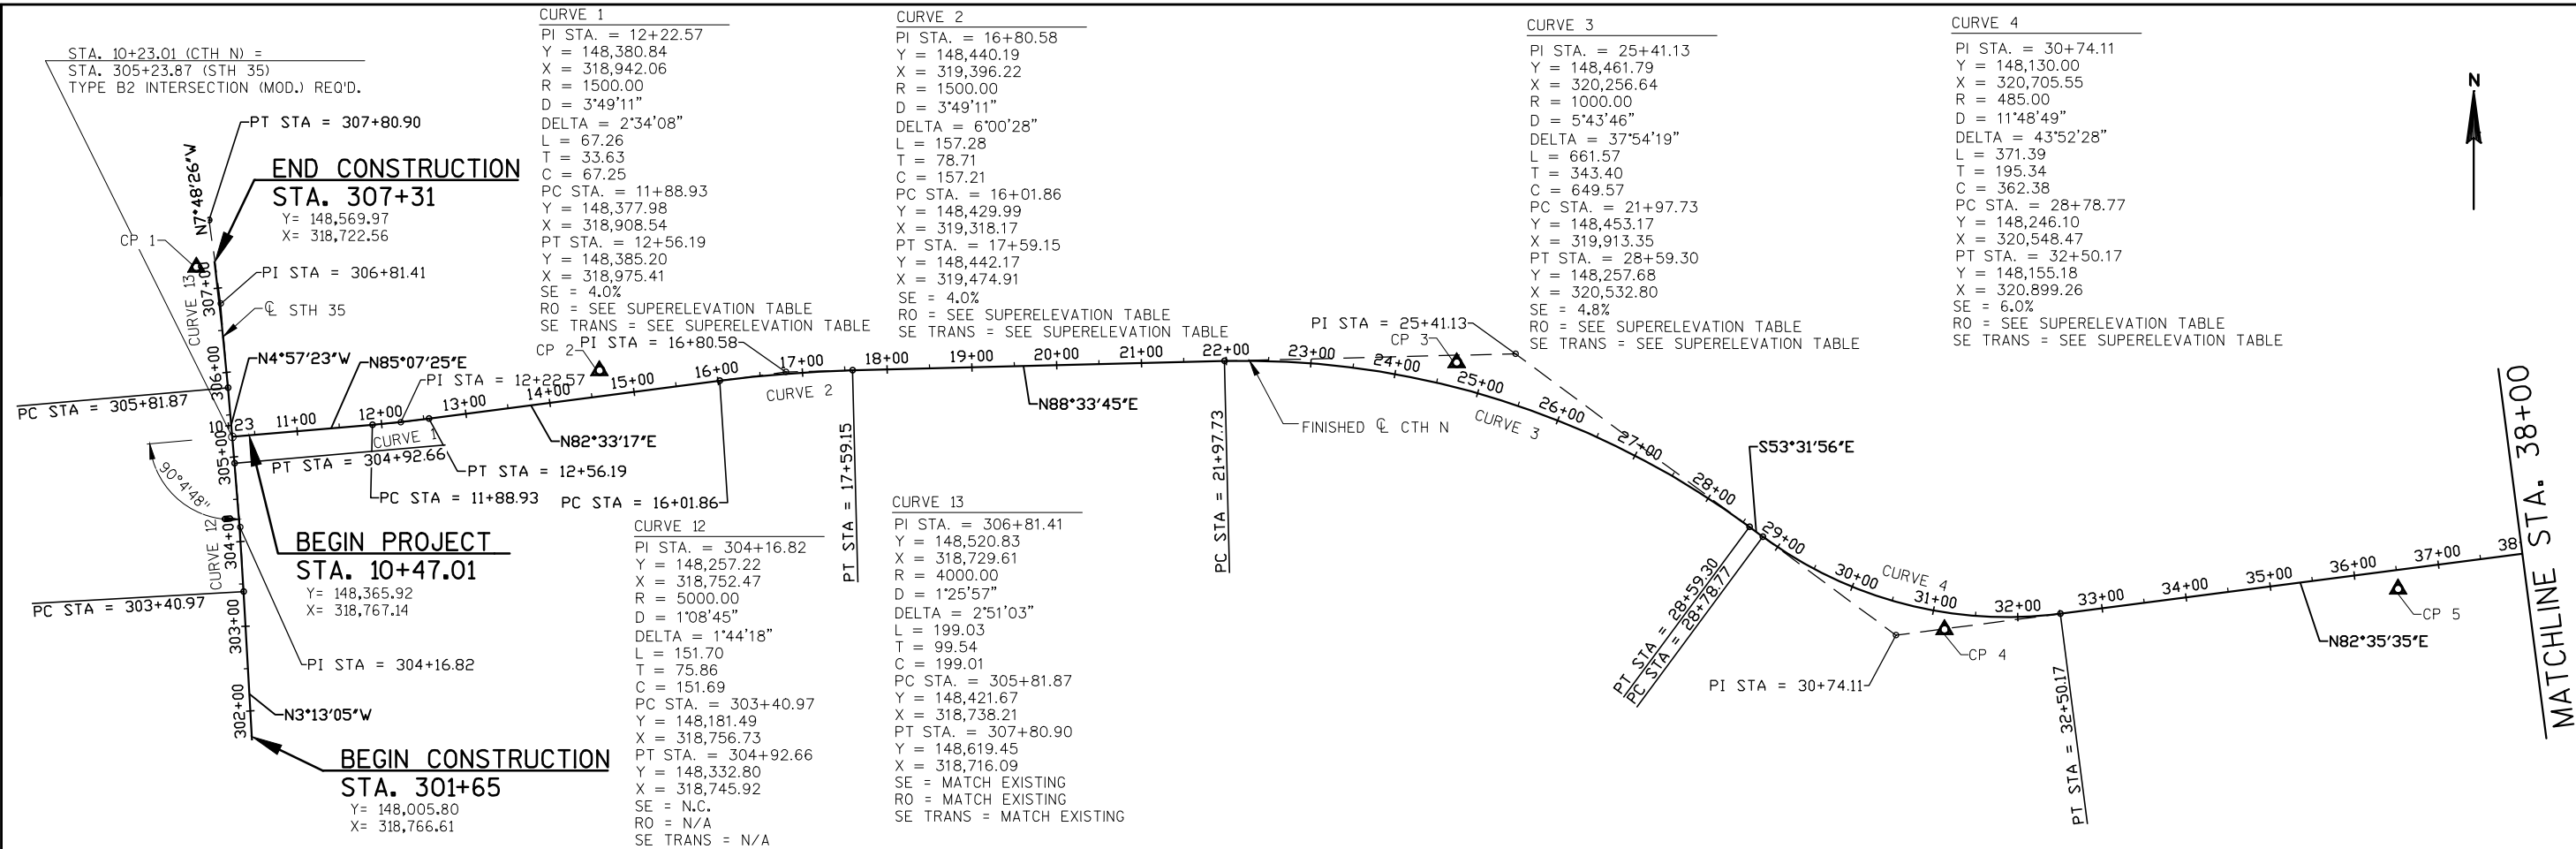 STA. 10+23.01 (CTH N) =
STA. 305+23.87 (STH 35)
TYPE B2 INTERSECTION (MOD.) REQ'D.
PT STA = 307+80.90
N7°48'26"W
END CONSTRUCTION
STA. 307+31
Y= 148,569.97
X= 318,722.56
CP 1
PI STA = 306+81.41
℄ STH 35
CURVE 13
307+00
306+00
305+00
304+00
303+00
302+00
N4°57'23"W
N85°07'25"E
PC STA = 305+81.87
10+23
11+00
12+00
13+00
14+00
15+00
16+00
17+00
18+00
19+00
20+00
21+00
22+00
23+00
24+00
25+00
26+00
27+00
28+00
29+00
30+00
31+00
32+00
33+00
34+00
35+00
36+00
37+00
38
PI STA = 12+22.57
CURVE 1
PT STA = 304+92.66
PT STA = 12+56.19
PC STA = 11+88.93
90°4'48"
CURVE 12
BEGIN PROJECT
STA. 10+47.01
Y= 148,365.92
X= 318,767.14
PC STA = 303+40.97
PI STA = 304+16.82
N3°13'05"W
BEGIN CONSTRUCTION
STA. 301+65
Y= 148,005.80
X= 318,766.61
CURVE 1
PI STA. = 12+22.57
Y = 148,380.84
X = 318,942.06
R = 1500.00
D = 3°49'11"
DELTA = 2°34'08"
L = 67.26
T = 33.63
C = 67.25
PC STA. = 11+88.93
Y = 148,377.98
X = 318,908.54
PT STA. = 12+56.19
Y = 148,385.20
X = 318,975.41
SE = 4.0%
RO = SEE SUPERELEVATION TABLE
SE TRANS = SEE SUPERELEVATION TABLE
CURVE 2
PI STA. = 16+80.58
Y = 148,440.19
X = 319,396.22
R = 1500.00
D = 3°49'11"
DELTA = 6°00'28"
L = 157.28
T = 78.71
C = 157.21
PC STA. = 16+01.86
Y = 148,429.99
X = 319,318.17
PT STA. = 17+59.15
Y = 148,442.17
X = 319,474.91
SE = 4.0%
RO = SEE SUPERELEVATION TABLE
SE TRANS = SEE SUPERELEVATION TABLE
CURVE 3
PI STA. = 25+41.13
Y = 148,461.79
X = 320,256.64
R = 1000.00
D = 5°43'46"
DELTA = 37°54'19"
L = 661.57
T = 343.40
C = 649.57
PC STA. = 21+97.73
Y = 148,453.17
X = 319,913.35
PT STA. = 28+59.30
Y = 148,257.68
X = 320,532.80
SE = 4.8%
RO = SEE SUPERELEVATION TABLE
SE TRANS = SEE SUPERELEVATION TABLE
CURVE 4
PI STA. = 30+74.11
Y = 148,130.00
X = 320,705.55
R = 485.00
D = 11°48'49"
DELTA = 43°52'28"
L = 371.39
T = 195.34
C = 362.38
PC STA. = 28+78.77
Y = 148,246.10
X = 320,548.47
PT STA. = 32+50.17
Y = 148,155.18
X = 320.899.26
SE = 6.0%
RO = SEE SUPERELEVATION TABLE
SE TRANS = SEE SUPERELEVATION TABLE
N
CP 2
PI STA = 16+80.58
CURVE 2
N82°33'17"E
PC STA = 16+01.86
PT STA = 17+59.15
N88°33'45"E
PC STA = 21+97.73
FINISHED ℄ CTH N
PI STA = 25+41.13
CP 3
CURVE 3
S53°31'56"E
PT STA = 28+59.30
PC STA = 28+78.77
CURVE 4
PI STA = 30+74.11
CP 4
PT STA = 32+50.17
N82°35'35"E
CP 5
MATCHLINE STA. 38+00
CURVE 12
PI STA. = 304+16.82
Y = 148,257.22
X = 318,752.47
R = 5000.00
D = 1°08'45"
DELTA = 1°44'18"
L = 151.70
T = 75.86
C = 151.69
PC STA. = 303+40.97
Y = 148,181.49
X = 318,756.73
PT STA. = 304+92.66
Y = 148,332.80
X = 318,745.92
SE = N.C.
RO = N/A
SE TRANS = N/A
CURVE 13
PI STA. = 306+81.41
Y = 148,520.83
X = 318,729.61
R = 4000.00
D = 1°25'57"
DELTA = 2°51'03"
L = 199.03
T = 99.54
C = 199.01
PC STA. = 305+81.87
Y = 148,421.67
X = 318,738.21
PT STA. = 307+80.90
Y = 148,619.45
X = 318,716.09
SE = MATCH EXISTING
RO = MATCH EXISTING
SE TRANS = MATCH EXISTING